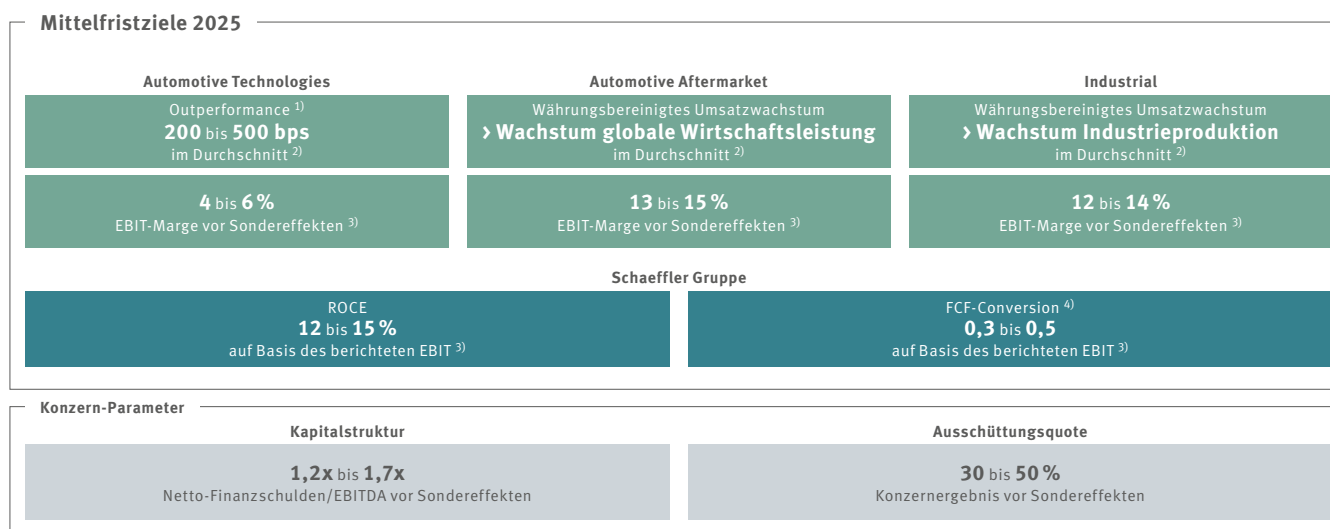 Mittelfristziele 2025
Automotive Technologies
Outperformance 1)
200 bis 500 bps
im Durchschnitt 2)
4 bis 6 %
EBIT-Marge vor Sondereffekten 3)
Automotive Aftermarket
Währungsbereinigtes Umsatzwachstum
> Wachstum globale Wirtschaftsleistung
im Durchschnitt 2)
13 bis 15 %
EBIT-Marge vor Sondereffekten 3)
Industrial
Währungsbereinigtes Umsatzwachstum
> Wachstum Industrieproduktion
im Durchschnitt 2)
12 bis 14 %
EBIT-Marge vor Sondereffekten 3)
Schaeffler Gruppe
ROCE
12 bis 15 %
auf Basis des berichteten EBIT 3)
FCF-Conversion 4)
0,3 bis 0,5
auf Basis des berichteten EBIT 3)
Konzern-Parameter
Kapitalstruktur
1,2x bis 1,7x
Netto-Finanzschulden/EBITDA vor Sondereffekten
Ausschüttungsquote
30 bis 50 %
Konzernergebnis vor Sondereffekten